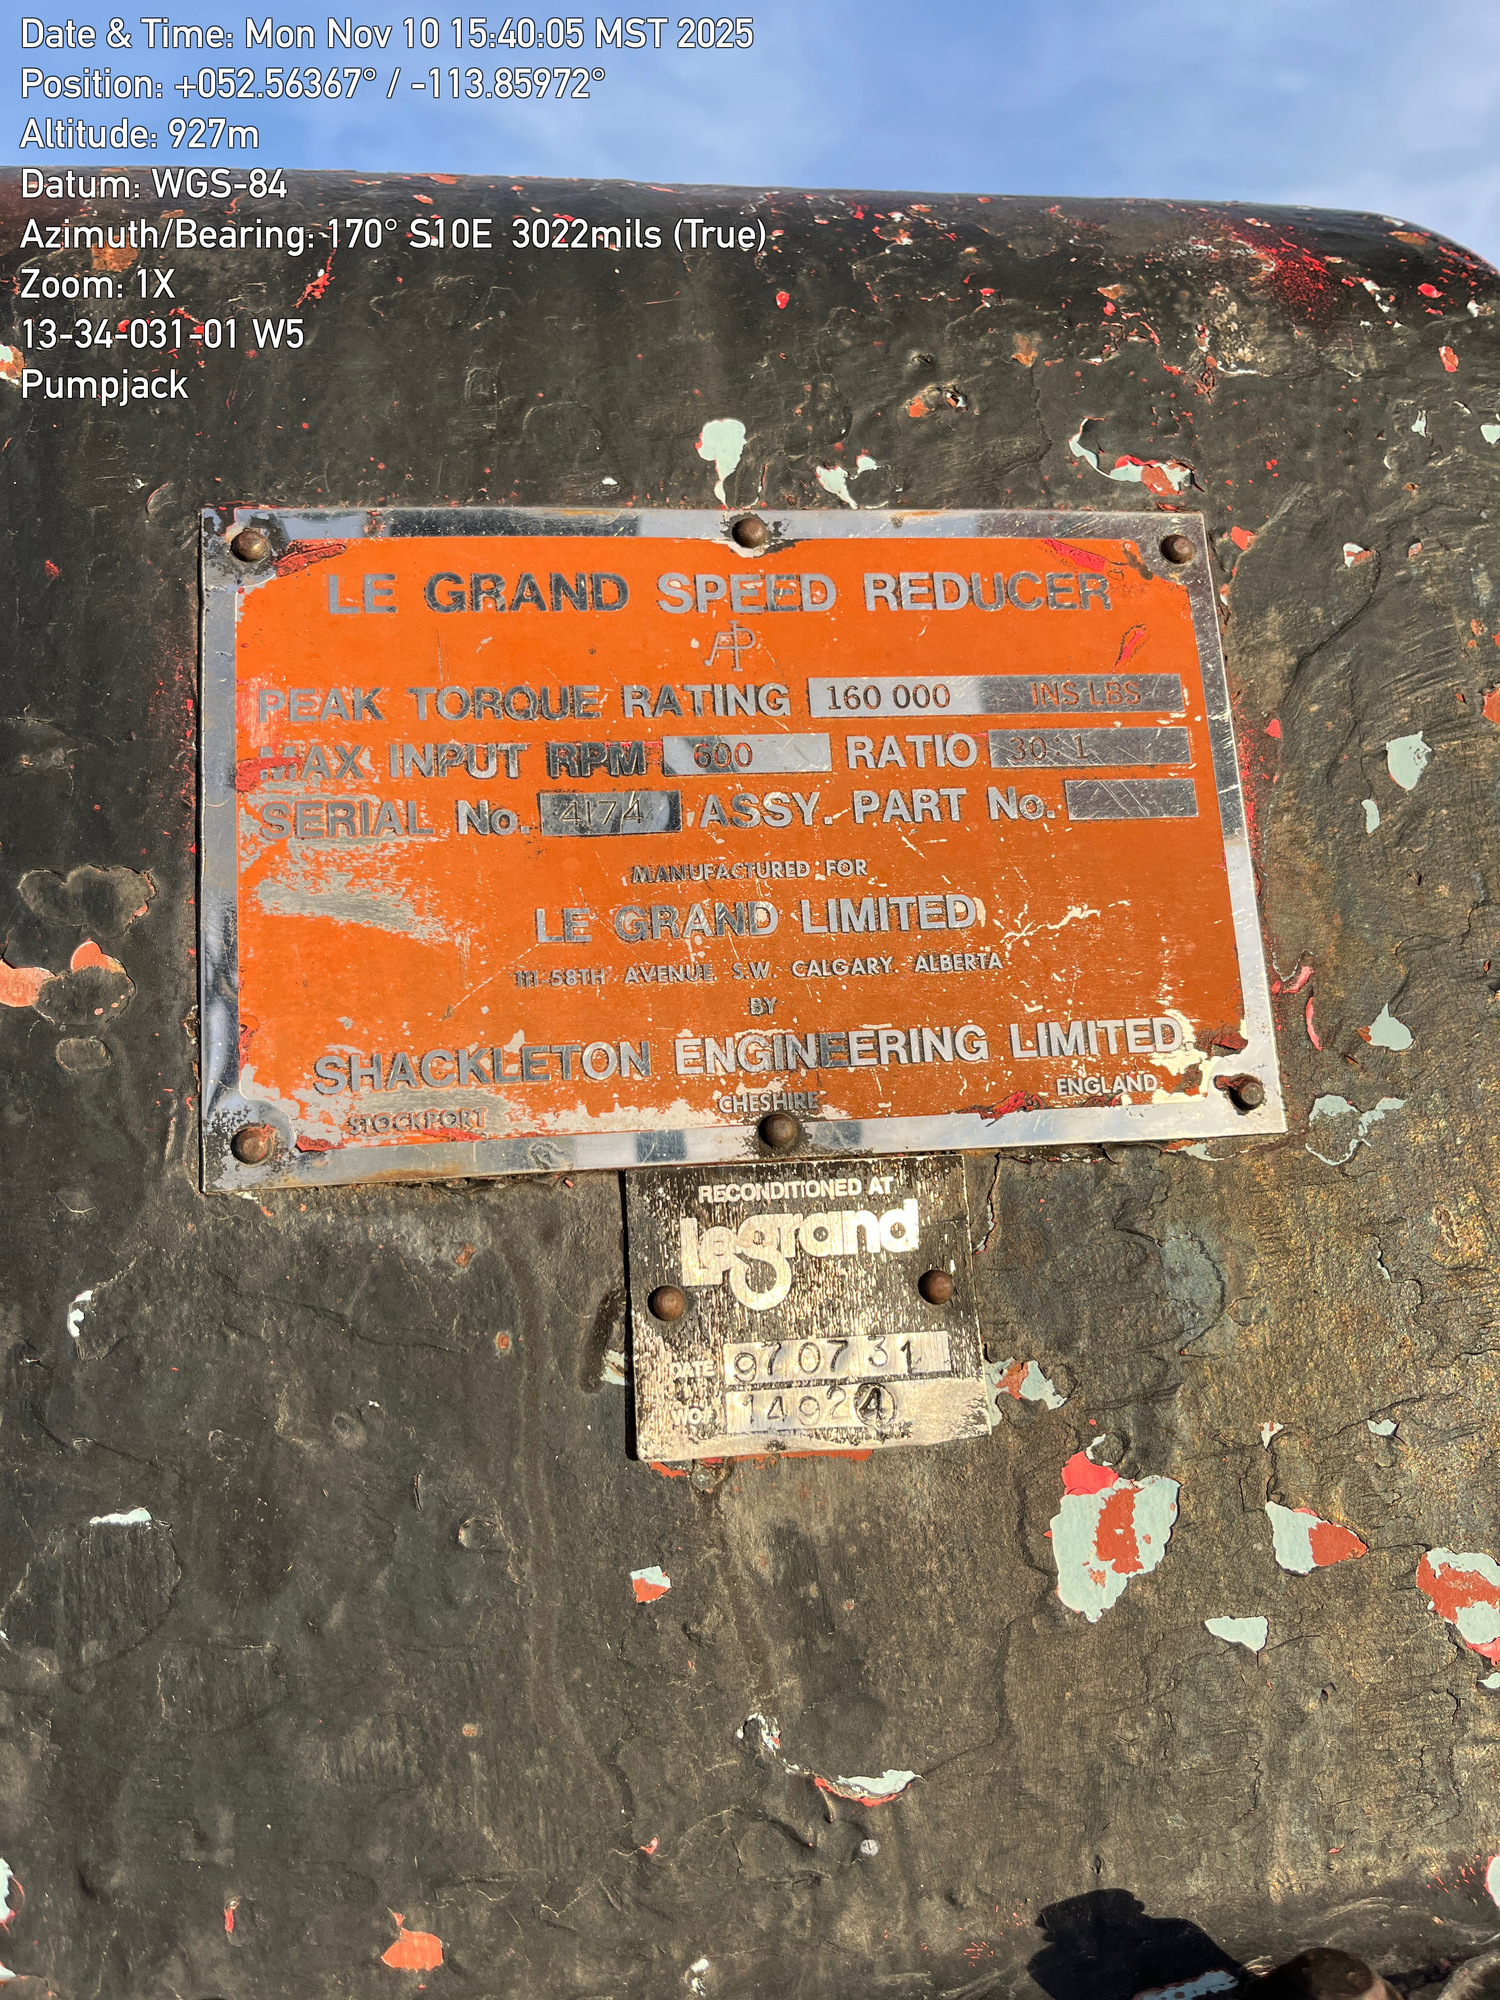 Date & Time: Mon Nov 10 15:40:05 MST 2025
Position: +052.56367° / -113.85972°
Altitude: 927m
Datum: WGS-84
Azimuth/Bearing: 170° S10E 3022mils (True)
Zoom: 1X
13-34-031-01 W5
Pumpjack
LE GRAND SPEED REDUCER
API
PEAK TORQUE RATING 160 000 INS LBS
MAX INPUT RPM 600 RATIO 30:1
SERIAL No. 4174 ASSY. PART No.
MANUFACTURED FOR
LE GRAND LIMITED
111-58TH AVENUE S.W. CALGARY. ALBERTA
BY
SHACKLETON ENGINEERING LIMITED
STOCKPORT CHESHIRE ENGLAND
RECONDITIONED AT
Legrand
DATE 970731
WO# 14924